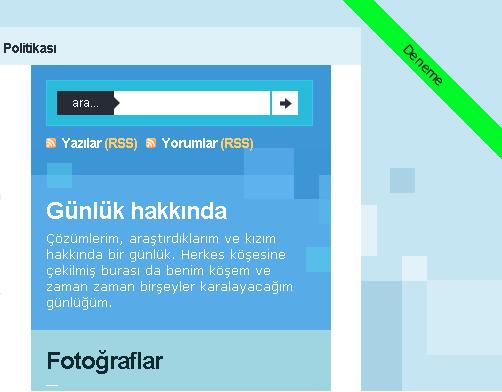 Politikası
Deneme
ara...
Yazılar (RSS) Yorumlar (RSS)
Günlük hakkında
Çözümlerim, araştırdıklarım ve kızım
hakkında bir günlük. Herkes köşesine
çekilmiş burası da benim köşem ve
zaman zaman birşeyler karalayacağım
günlüğüm.
Fotoğraflar